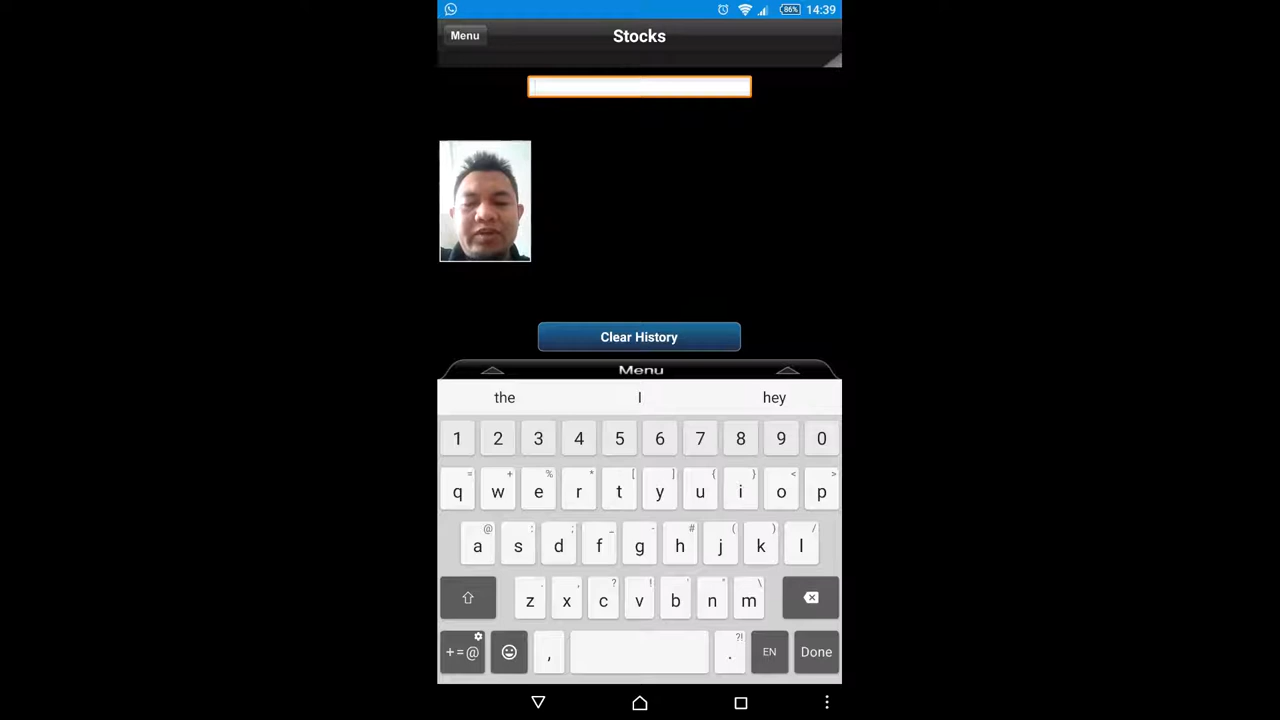 86% 14:39
Menu Stocks
Clear History
Menu
the I hey
1 2 3 4 5 6 7 8 9 0
= + % * [ ] { } < >
q w e r t y u i o p
@ : ; _ - # ( ) /
a s d f g h j k l
. , ? ! ' " \
z x c v b n m
?!
+=@ , . EN Done